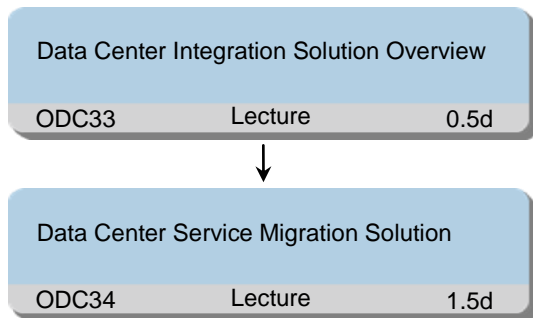 Data Center Integration Solution Overview
ODC33 Lecture 0.5d
Data Center Service Migration Solution
ODC34 Lecture 1.5d